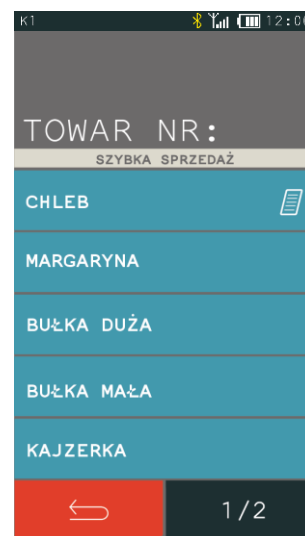 K1 12:00
TOWAR NR:
SZYBKA SPRZEDAŻ
CHLEB
MARGARYNA
BUŁKA DUŻA
BUŁKA MAŁA
KAJZERKA
1/2